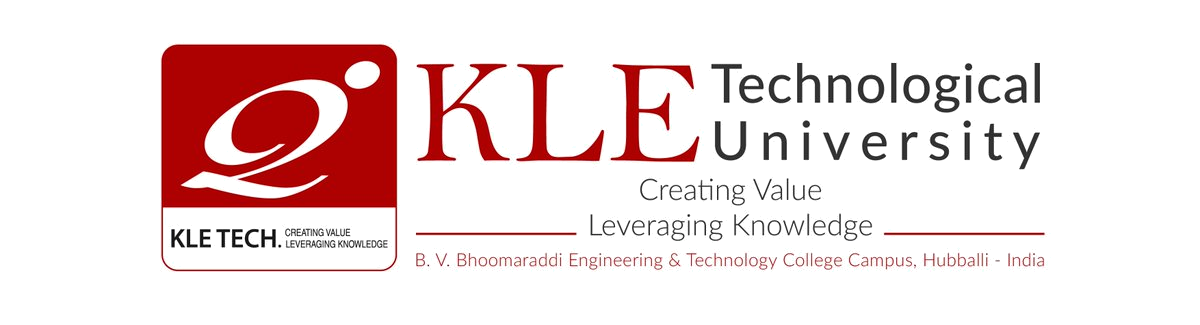 KLE TECH. CREATING VALUE
LEVERAGING KNOWLEDGE
KLE Technological
University
Creating Value
Leveraging Knowledge
B. V. Bhoomaraddi Engineering & Technology College Campus, Hubballi - India